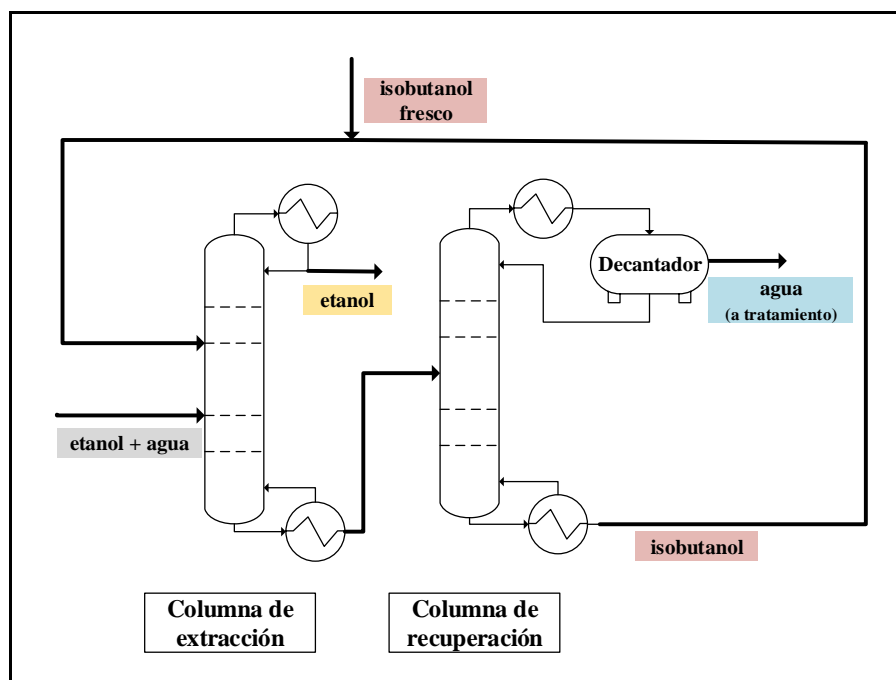 isobutanol
fresco
Decantador
etanol
agua
(a tratamiento)
etanol + agua
isobutanol
Columna de
extracción
Columna de
recuperación